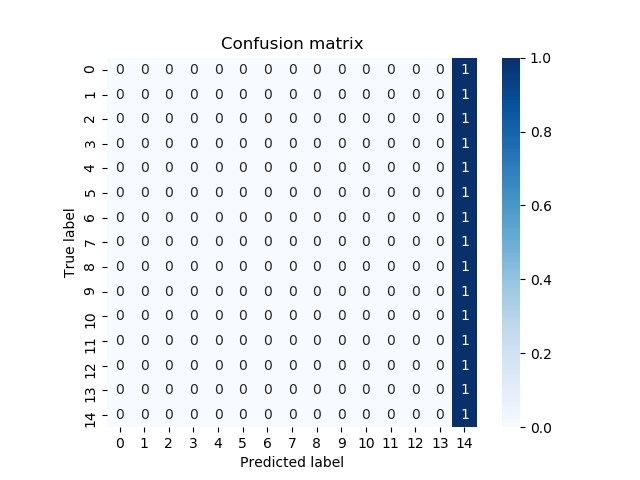 Confusion matrix
0 0 0 0 0 0 0 0 0 0 0 0 0 0 0 1 1.0
1 0 0 0 0 0 0 0 0 0 0 0 0 0 0 1
2 0 0 0 0 0 0 0 0 0 0 0 0 0 0 1
3 0 0 0 0 0 0 0 0 0 0 0 0 0 0 1 0.8
4 0 0 0 0 0 0 0 0 0 0 0 0 0 0 1
5 0 0 0 0 0 0 0 0 0 0 0 0 0 0 1
6 0 0 0 0 0 0 0 0 0 0 0 0 0 0 1 0.6
7 0 0 0 0 0 0 0 0 0 0 0 0 0 0 1
8 0 0 0 0 0 0 0 0 0 0 0 0 0 0 1
9 0 0 0 0 0 0 0 0 0 0 0 0 0 0 1 0.4
10 0 0 0 0 0 0 0 0 0 0 0 0 0 0 1
11 0 0 0 0 0 0 0 0 0 0 0 0 0 0 1
12 0 0 0 0 0 0 0 0 0 0 0 0 0 0 1 0.2
13 0 0 0 0 0 0 0 0 0 0 0 0 0 0 1
14 0 0 0 0 0 0 0 0 0 0 0 0 0 0 1 0.0
True label
0 1 2 3 4 5 6 7 8 9 10 11 12 13 14
Predicted label